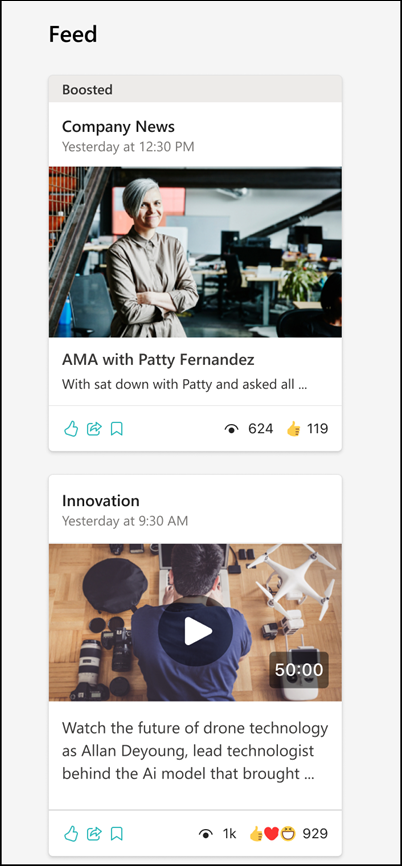 Feed
Boosted
Company News
Yesterday at 12:30 PM
AMA with Patty Fernandez
With sat down with Patty and asked all ...
624 119
Innovation
Yesterday at 9:30 AM
50:00
Watch the future of drone technology
as Allan Deyoung, lead technologist
behind the Ai model that brought ...
1k 929